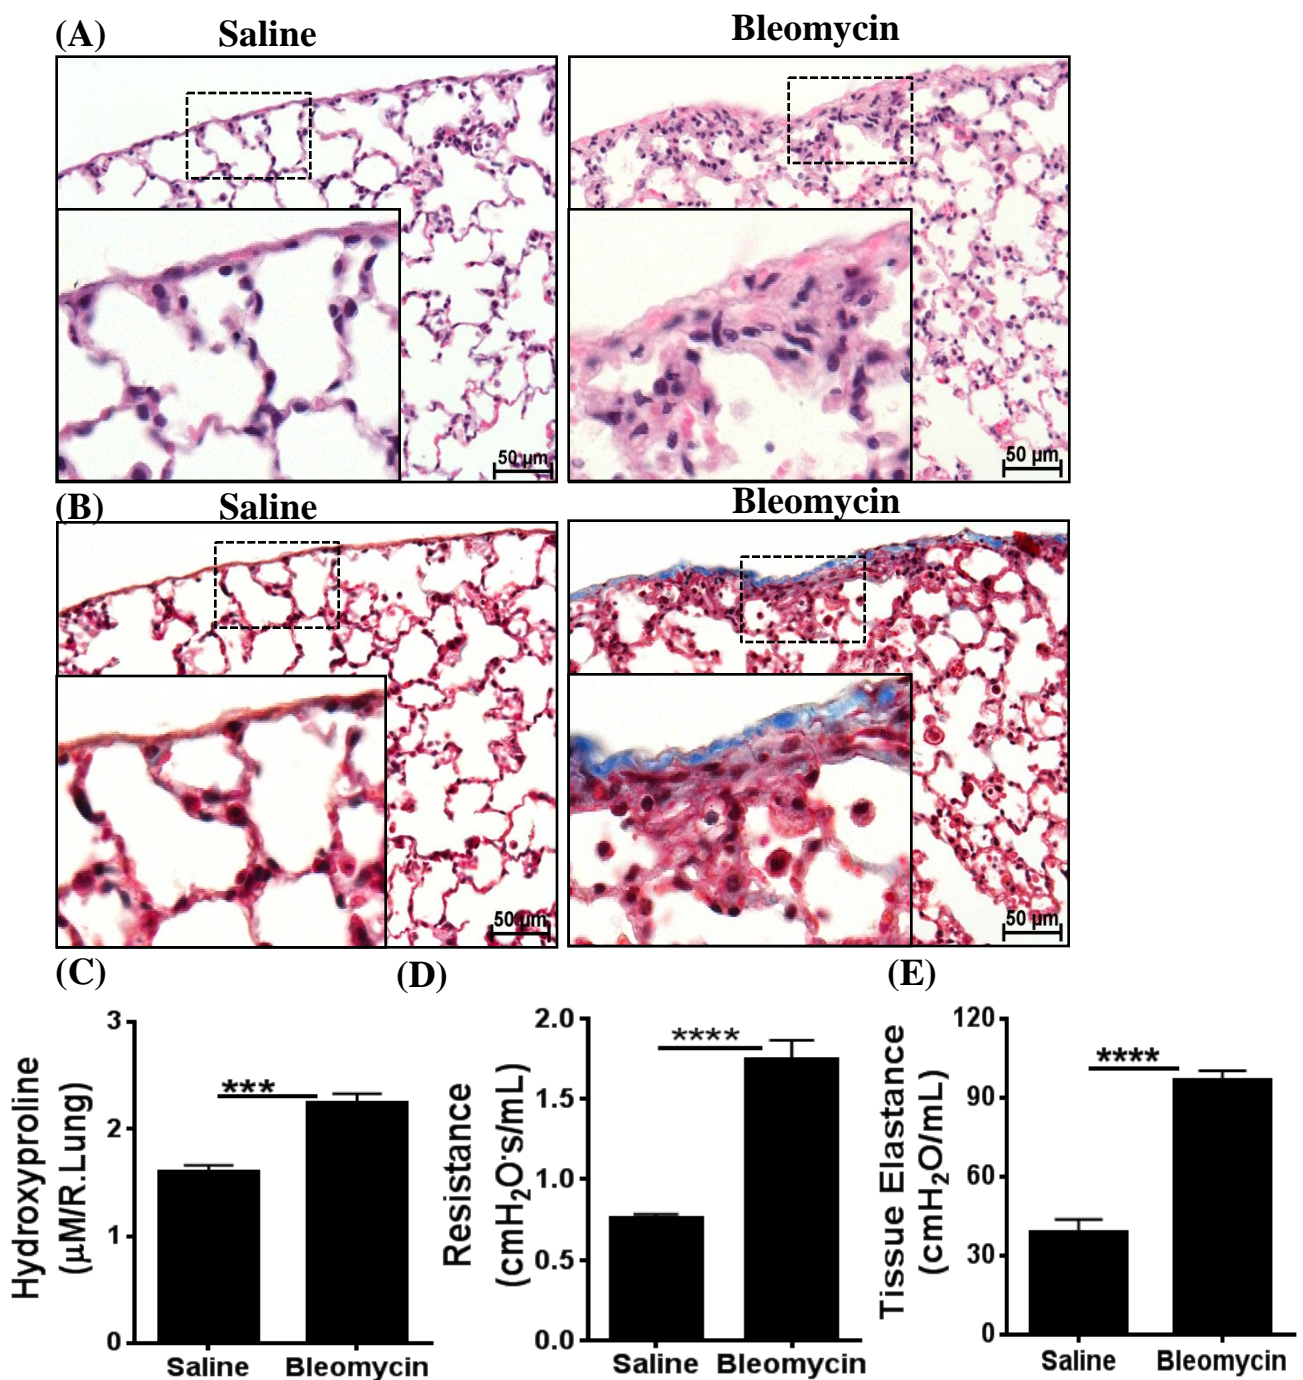 (A)
Saline
Bleomycin
50 µm
50 µm
(B)
Saline
Bleomycin
50 µm
50 µm
(C)
(D)
(E)
Hydroxyproline
(µM/R.Lung)
3
2
1
0
***
Saline
Bleomycin
Resistance
(cmH₂O·s/mL)
2.0
1.5
1.0
0.5
0.0
****
Saline
Bleomycin
Tissue Elastance
(cmH₂O/mL)
120
90
60
30
0
****
Saline
Bleomycin